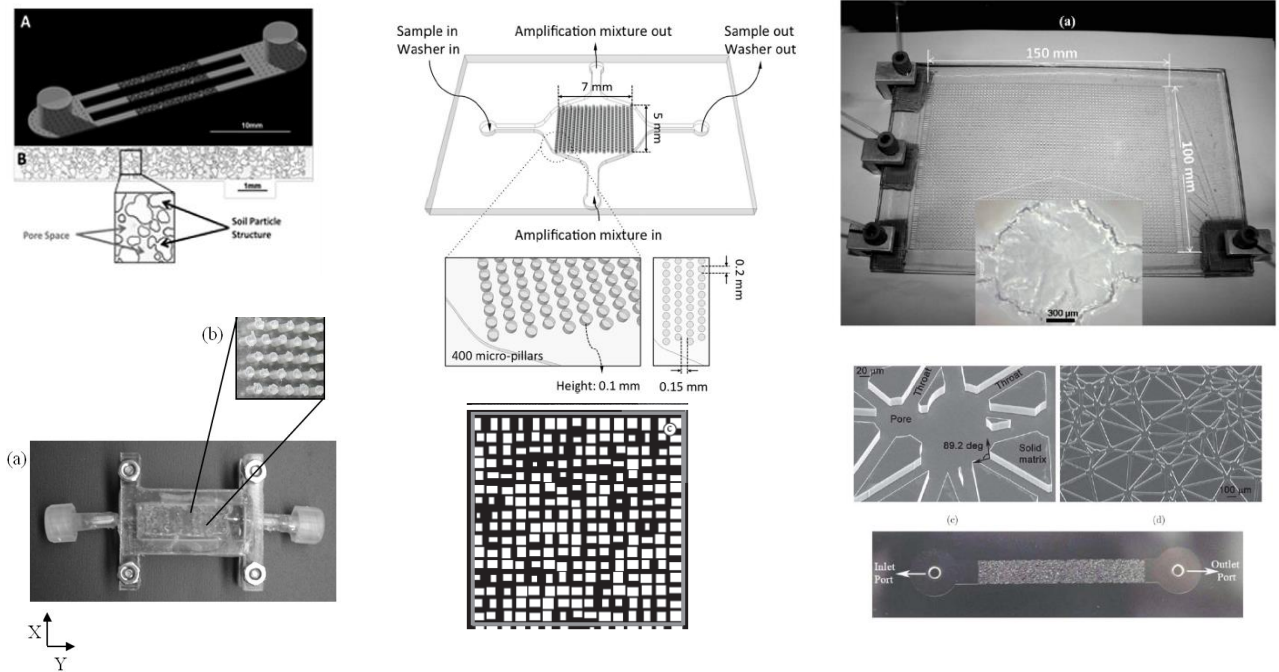 A
10mm
B
1mm
Pore Space
Soil Particle
Structure
(b)
(a)
X
Y
Sample in
Washer in
Amplification mixture out
Sample out
Washer out
7 mm
5 mm
Amplification mixture in
400 micro-pillars
Height: 0.1 mm
0.2 mm
0.15 mm
C
(a)
150 mm
100 mm
300 µm
20 µm
Throat
Throat
Pore
89.2 deg
Solid
matrix
100 µm
(c)
(d)
Inlet
Port
Outlet
Port